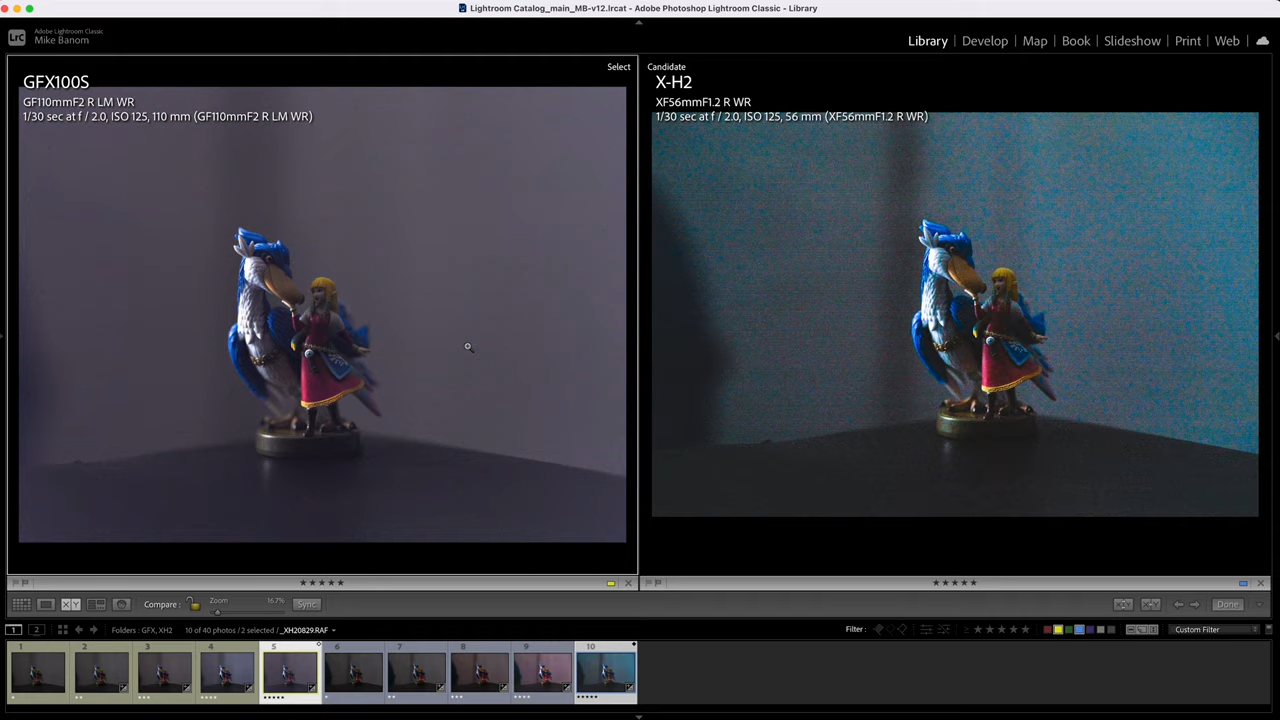 Lightroom Catalog_main_MB-v12.lrcat - Adobe Photoshop Lightroom Classic - Library
LrC
Adobe Lightroom Classic
Mike Banom
Library | Develop | Map | Book | Slideshow | Print | Web
Select
GFX100S
GF110mmF2 R LM WR
1/30 sec at f / 2.0, ISO 125, 110 mm (GF110mmF2 R LM WR)
Candidate
X-H2
XF56mmF1.2 R WR
1/30 sec at f / 2.0, ISO 125, 56 mm (XF56mmF1.2 R WR)
XY
Compare :
Zoom
16.7%
Sync
Done
1
2
Folders : GFX, XH2
10 of 40 photos / 2 selected / _XH20829.RAF
Filter :
Custom Filter
1
2
3
4
5
6
7
8
9
10